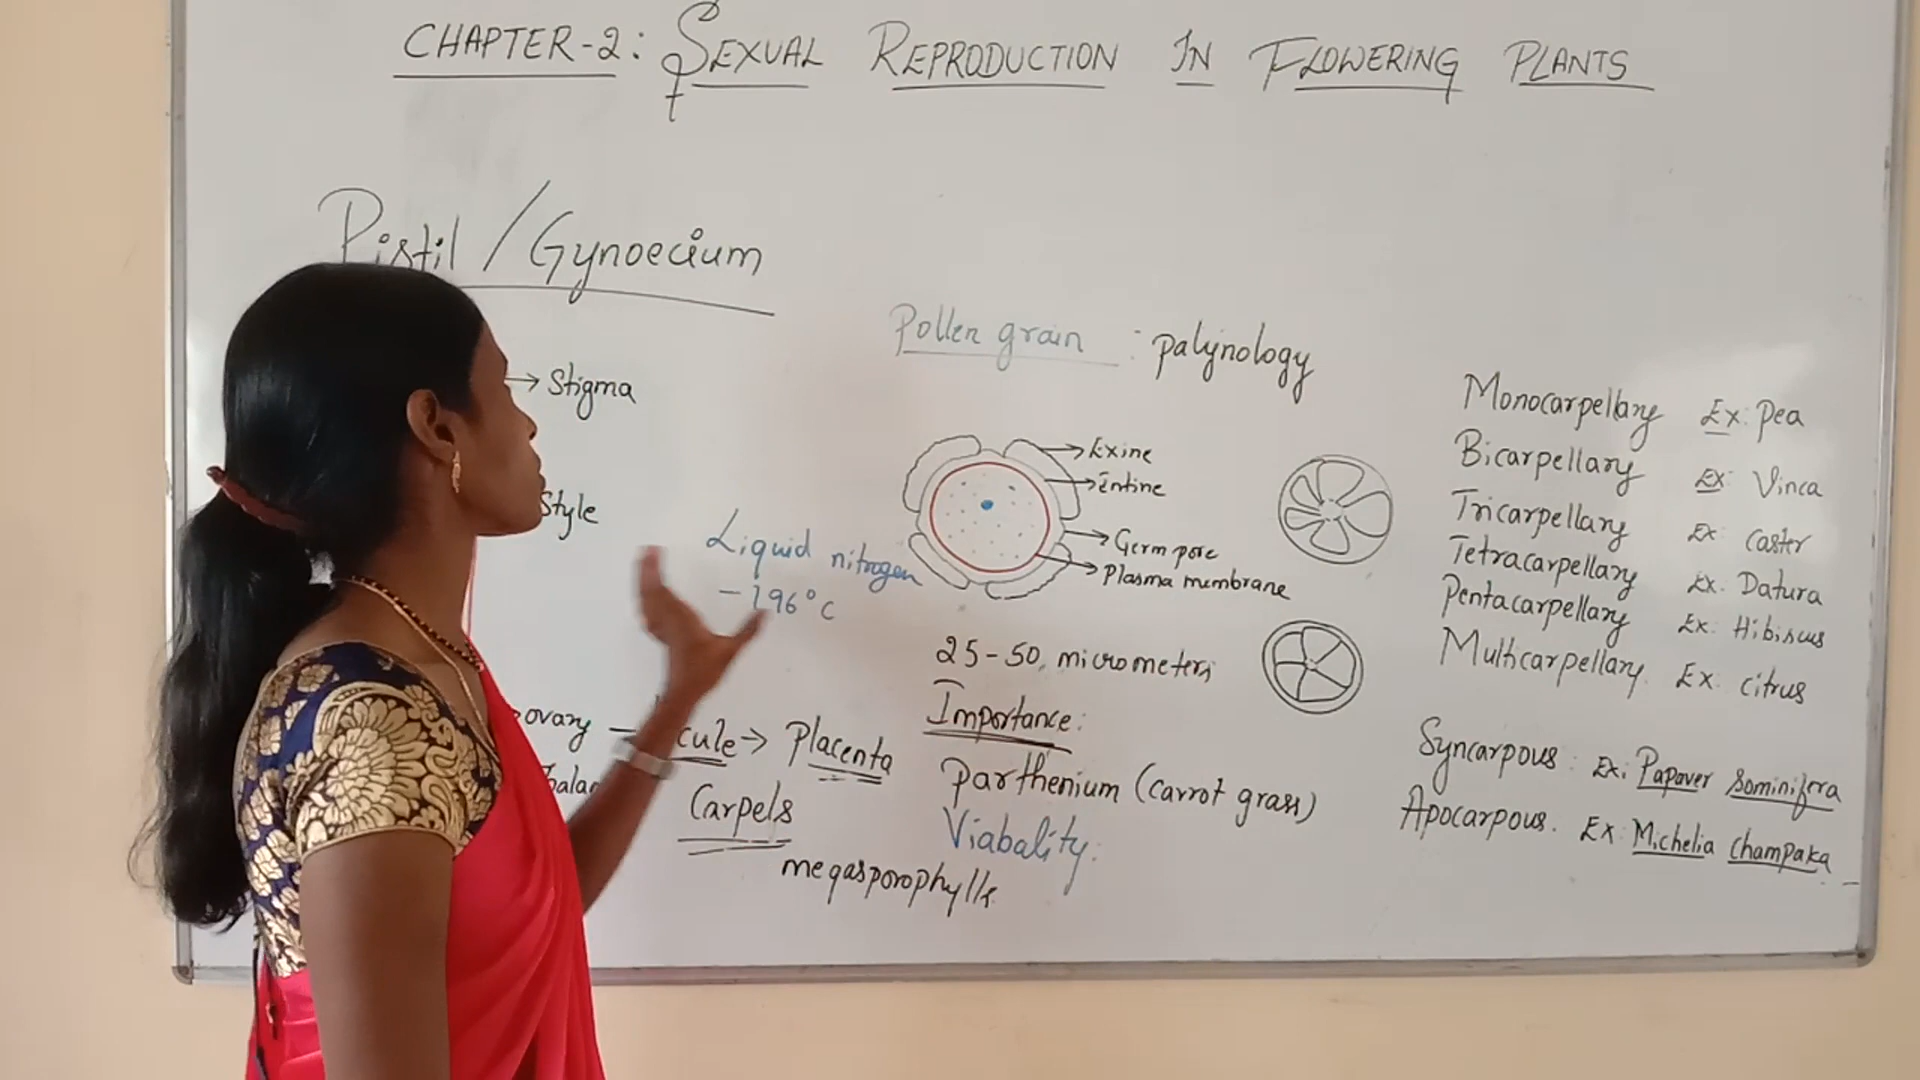 CHAPTER-2: SEXUAL REPRODUCTION IN FLOWERING PLANTS
Pistil / Gynoecium
Stigma
Style
ovary
Placenta
Carpels
megasporophylls
Liquid nitrogen
-196°c
Pollen grain : palynology
Exine
Intine
Germ pore
Plasma membrane
25-50 micrometers
Importance:
Parthenium (carrot grass)
Viabality:
Monocarpellary Ex: Pea
Bicarpellary Ex: Vinca
Tricarpellary Ex: Caster
Tetracarpellary Ex: Datura
Pentacarpellary Ex: Hibiscus
Multicarpellary. Ex: citrus
Syncarpous: Ex: Papaver Sominifera
Apocarpous. Ex: Michelia Champaka